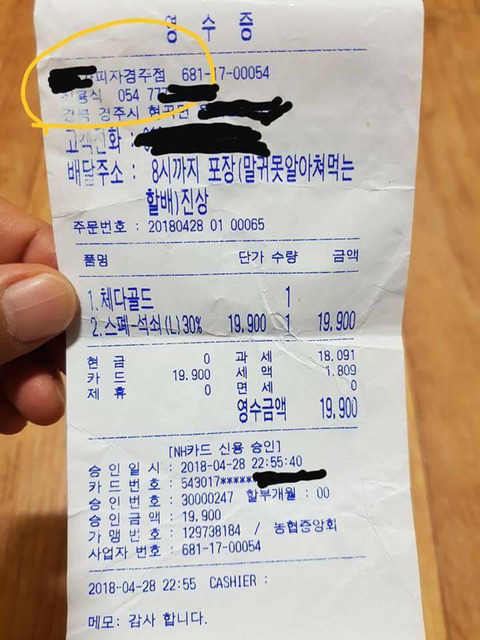 영 수 증
피자경주점 681-17-00054
식 054 77
경북 경주시 현곡면
고객전화 :
배달주소 : 8시까지 포장(말귀못알아쳐먹는
할배)진상
주문번호 : 20180428 01 00065
품명 단가 수량 금액
1.체다골드 1
2.스페-석쇠(L)30% 19,900 1 19,900
현 금 0 과 세 18,091
카 드 19,900 세 액 1,809
제 휴 0 면 세 0
영수금액 19,900
[NH카드 신용 승인]
승 인 일 시 : 2018-04-28 22:55:40
카 드 번 호 : 543017******
승 인 번 호 : 30000247 할부개월 : 00
승 인 금 액 : 19,900
가 맹 번 호 : 129738184 / 농협중앙회
사업자 번호 : 681-17-00054
2018-04-28 22:55 CASHIER :
메모: 감사 합니다.